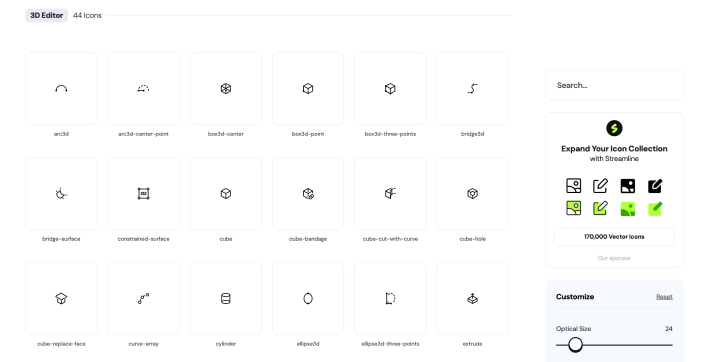 3D Editor 44 Icons
arc3d arc3d-center-point box3d-center box3d-point box3d-three-points bridge3d
bridge-surface constrained-surface cube cube-bandage cube-cut-with-curve cube-hole
cube-replace-face curve-array cylinder ellipse3d ellipse3d-three-points extrude
Search...
Expand Your Icon Collection
with Streamline
170,000 Vector Icons
Our sponsor
Customize Reset
Optical Size 24